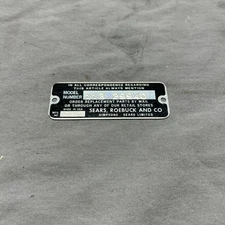 IN ALL CORRESPONDENCE REGARDING
THIS ARTICLE ALWAYS MENTION
MODEL
NUMBER
ORDER REPLACEMENT PARTS BY MAIL
OR THROUGH ANY OF OUR RETAIL STORES
SEARS, ROEBUCK AND CO
SIMPSONS - SEARS LIMITED